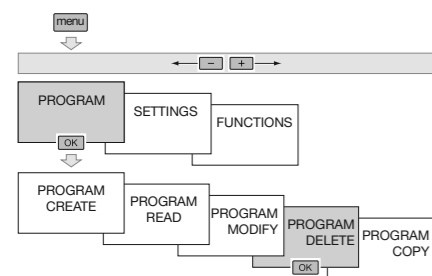 menu
− +
PROGRAM
SETTINGS
FUNCTIONS
OK
PROGRAM
CREATE
PROGRAM
READ
PROGRAM
MODIFY
PROGRAM
DELETE
PROGRAM
COPY
OK